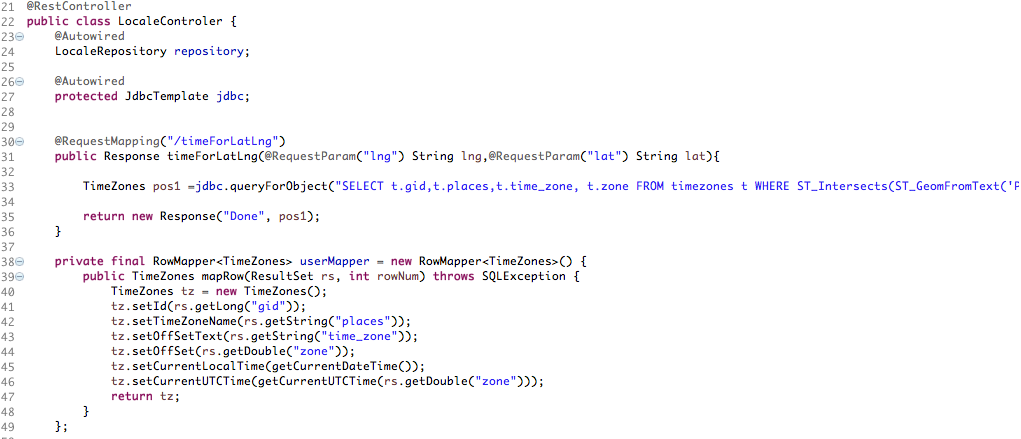 21 @RestController
22 public class LocaleControler {
23 @Autowired
24 LocaleRepository repository;
25
26 @Autowired
27 protected JdbcTemplate jdbc;
28
29
30 @RequestMapping("/timeForLatLng")
31 public Response timeForLatLng(@RequestParam("lng") String lng,@RequestParam("lat") String lat){
32
33 TimeZones pos1 =jdbc.queryForObject("SELECT t.gid,t.places,t.time_zone, t.zone FROM timezones t WHERE ST_Intersects(ST_GeomFromText('P
34
35 return new Response("Done", pos1);
36 }
37
38 private final RowMapper<TimeZones> userMapper = new RowMapper<TimeZones>() {
39 public TimeZones mapRow(ResultSet rs, int rowNum) throws SQLException {
40 TimeZones tz = new TimeZones();
41 tz.setId(rs.getLong("gid"));
42 tz.setTimeZoneName(rs.getString("places"));
43 tz.setOffSetText(rs.getString("time_zone"));
44 tz.setOffSet(rs.getDouble("zone"));
45 tz.setCurrentLocalTime(getCurrentDateTime());
46 tz.setCurrentUTCTime(getCurrentUTCTime(rs.getDouble("zone")));
47 return tz;
48 }
49 };